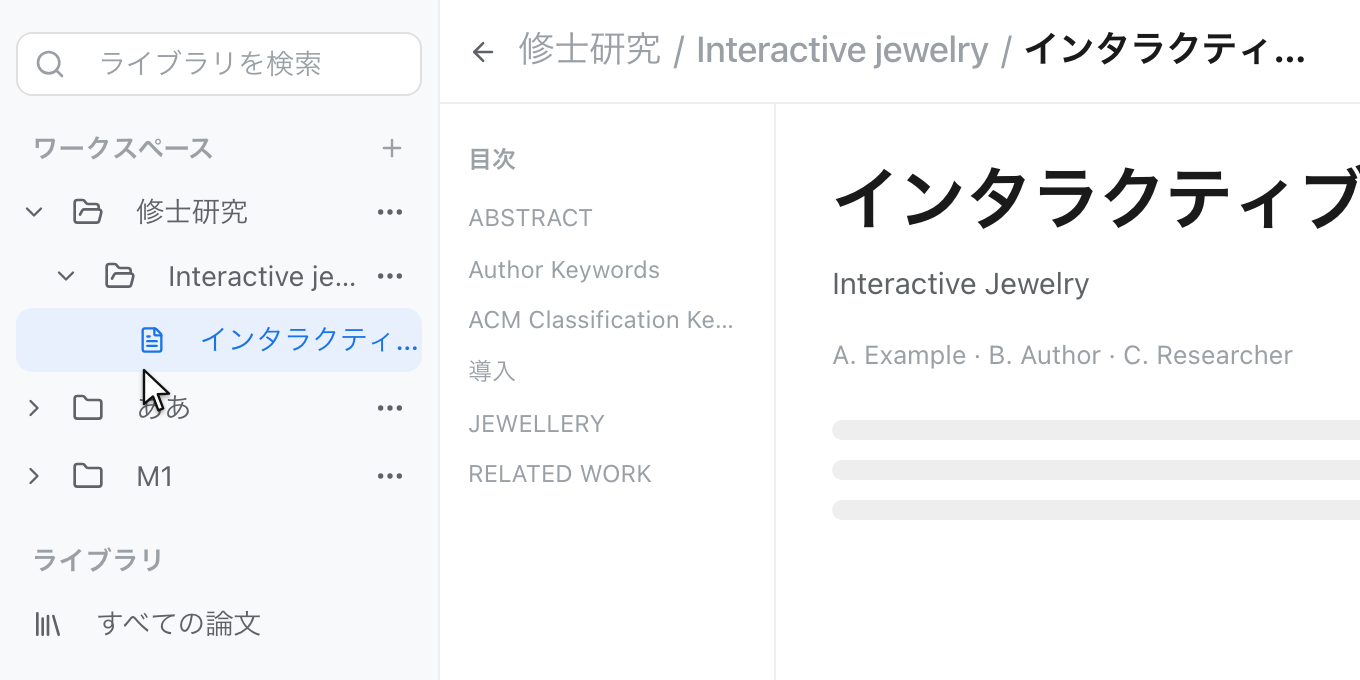 ライブラリを検索
ワークスペース
修士研究
Interactive je...
インタラクティ...
ああ
M1
ライブラリ
すべての論文
修士研究 / Interactive jewelry / インタラクティ...
目次
ABSTRACT
Author Keywords
ACM Classification Ke...
導入
JEWELLERY
RELATED WORK
インタラクティブ
Interactive Jewelry
A. Example · B. Author · C. Researcher